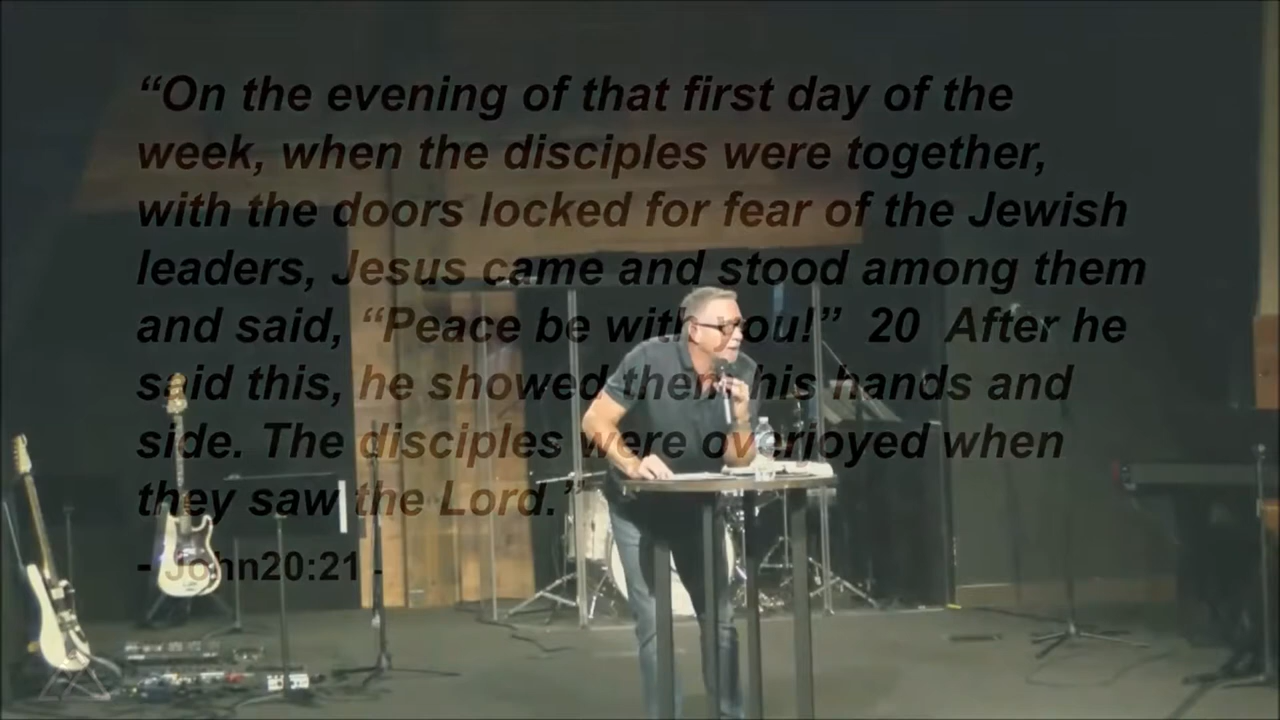 “On the evening of that first day of the
week, when the disciples were together,
with the doors locked for fear of the Jewish
leaders, Jesus came and stood among them
and said, “Peace be with you!”  20  After he
said this, he showed them his hands and
side. The disciples were overjoyed when
they saw the Lord.”
- John20:21 -